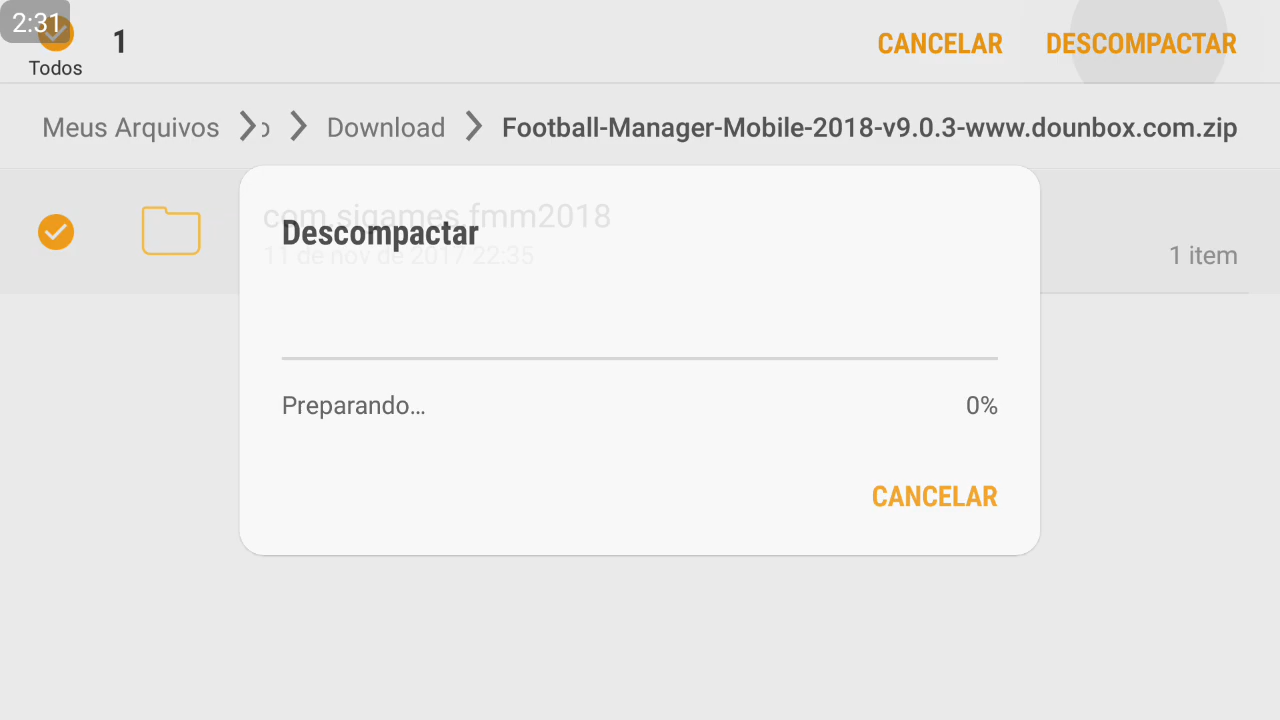 2:31
Todos
1
CANCELAR
DESCOMPACTAR
Meus Arquivos
o
Download
Football-Manager-Mobile-2018-v9.0.3-www.dounbox.com.zip
com.sigames.fmm2018
Descompactar
11 de nov de 2017 22:35
1 item
Preparando...
0%
CANCELAR